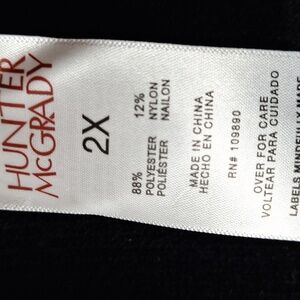 HUNTER
McGRADY
2X
88% 12%
POLYESTER NYLON
POLIÉSTER NAILON
MADE IN CHINA
HECHO EN CHINA
RN# 109890
OVER FOR CARE
VOLTEAR PARA CUIDADO
LABELS